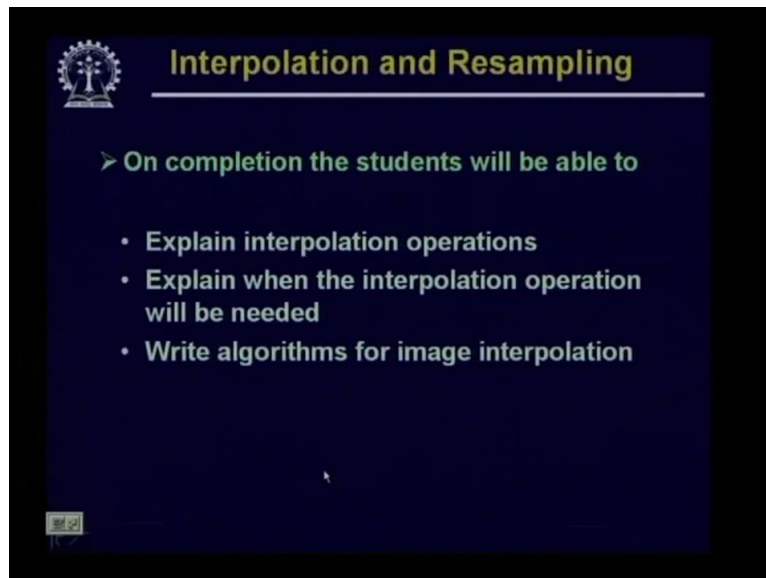 Interpolation and Resampling
➢ On completion the students will be able to
• Explain interpolation operations
• Explain when the interpolation operation
will be needed
• Write algorithms for image interpolation